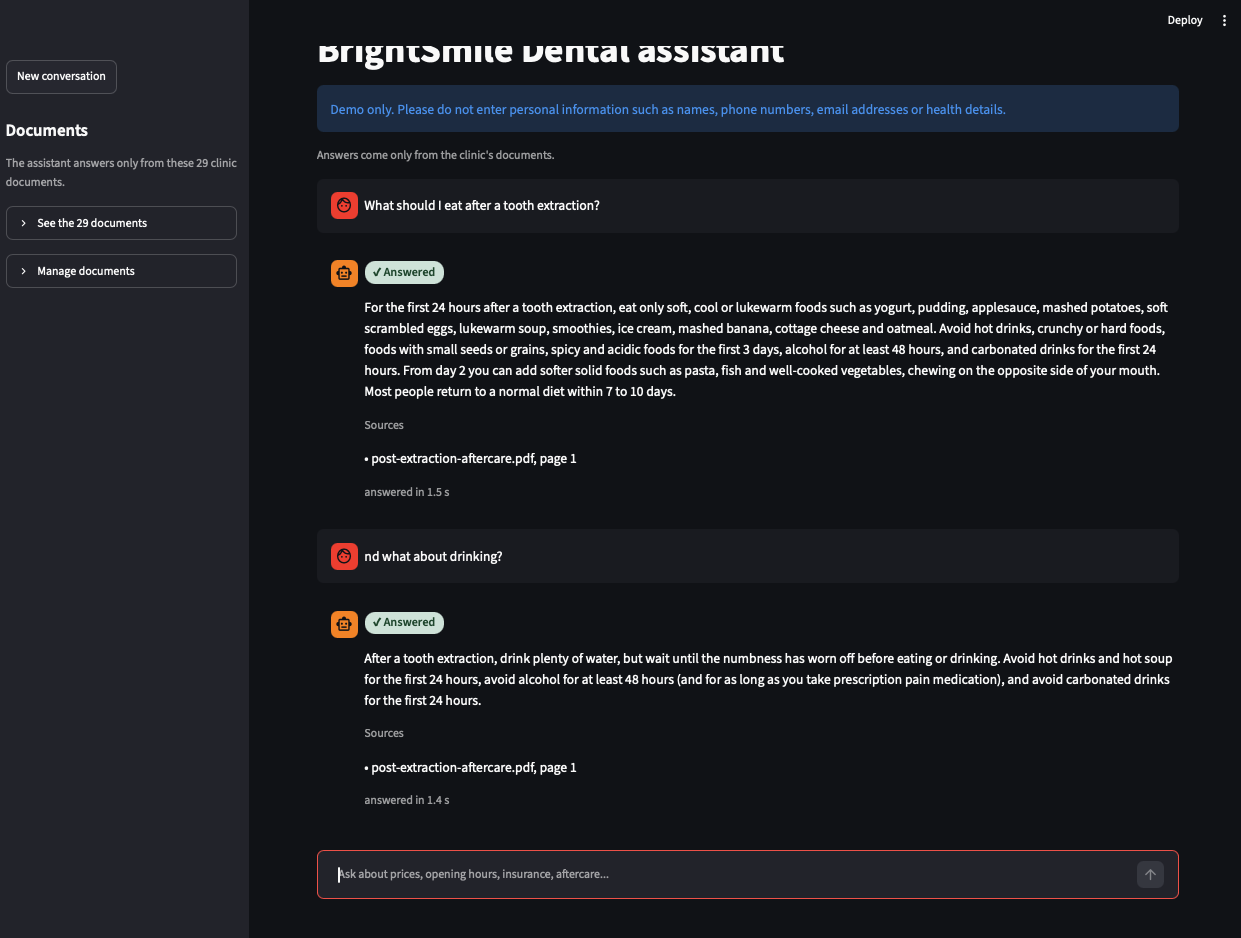 Deploy
New conversation
Documents
The assistant answers only from these 29 clinic
documents.
See the 29 documents
Manage documents
BrightSmile Dental assistant
Demo only. Please do not enter personal information such as names, phone numbers, email addresses or health details.
Answers come only from the clinic's documents.
What should I eat after a tooth extraction?
✓ Answered
For the first 24 hours after a tooth extraction, eat only soft, cool or lukewarm foods such as yogurt, pudding, applesauce, mashed potatoes, soft
scrambled eggs, lukewarm soup, smoothies, ice cream, mashed banana, cottage cheese and oatmeal. Avoid hot drinks, crunchy or hard foods,
foods with small seeds or grains, spicy and acidic foods for the first 3 days, alcohol for at least 48 hours, and carbonated drinks for the first 24
hours. From day 2 you can add softer solid foods such as pasta, fish and well-cooked vegetables, chewing on the opposite side of your mouth.
Most people return to a normal diet within 7 to 10 days.
Sources
• post-extraction-aftercare.pdf, page 1
answered in 1.5 s
nd what about drinking?
✓ Answered
After a tooth extraction, drink plenty of water, but wait until the numbness has worn off before eating or drinking. Avoid hot drinks and hot soup
for the first 24 hours, avoid alcohol for at least 48 hours (and for as long as you take prescription pain medication), and avoid carbonated drinks
for the first 24 hours.
Sources
• post-extraction-aftercare.pdf, page 1
answered in 1.4 s
Ask about prices, opening hours, insurance, aftercare...